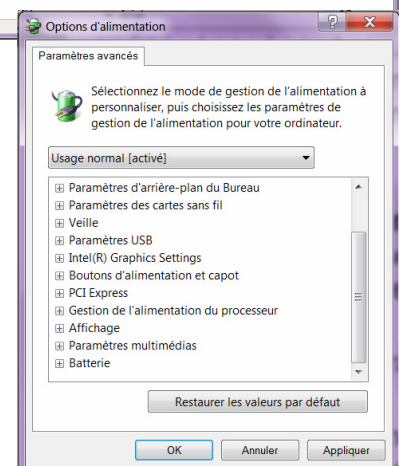 Options d'alimentation
Paramètres avancés
Sélectionnez le mode de gestion de l'alimentation à
personnaliser, puis choisissez les paramètres de
gestion de l'alimentation pour votre ordinateur.
Usage normal [activé]
Paramètres d'arrière-plan du Bureau
Paramètres des cartes sans fil
Veille
Paramètres USB
Intel(R) Graphics Settings
Boutons d'alimentation et capot
PCI Express
Gestion de l'alimentation du processeur
Affichage
Paramètres multimédias
Batterie
Restaurer les valeurs par défaut
OK Annuler Appliquer